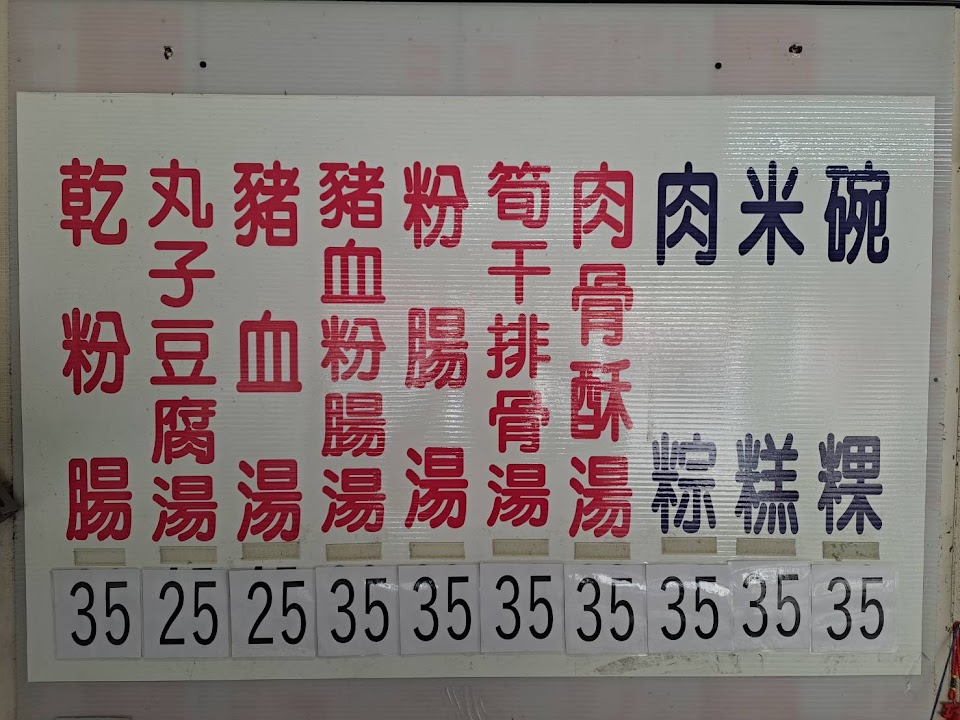 碗粿 35
米糕 35
肉粽 35
肉骨酥湯 35
筍干排骨湯 35
粉腸湯 35
豬血粉腸湯 35
豬血湯 25
丸子豆腐湯 25
乾粉腸 35